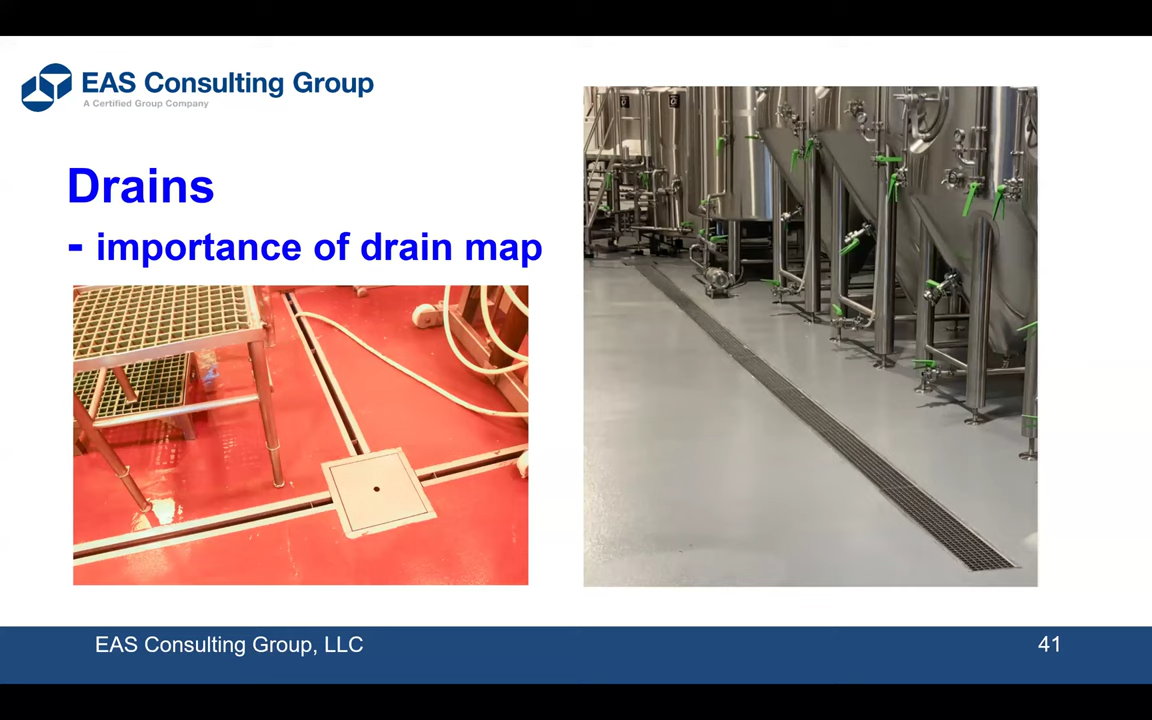 EAS Consulting Group
A Certified Group Company
Drains
- importance of drain map
EAS Consulting Group, LLC
41